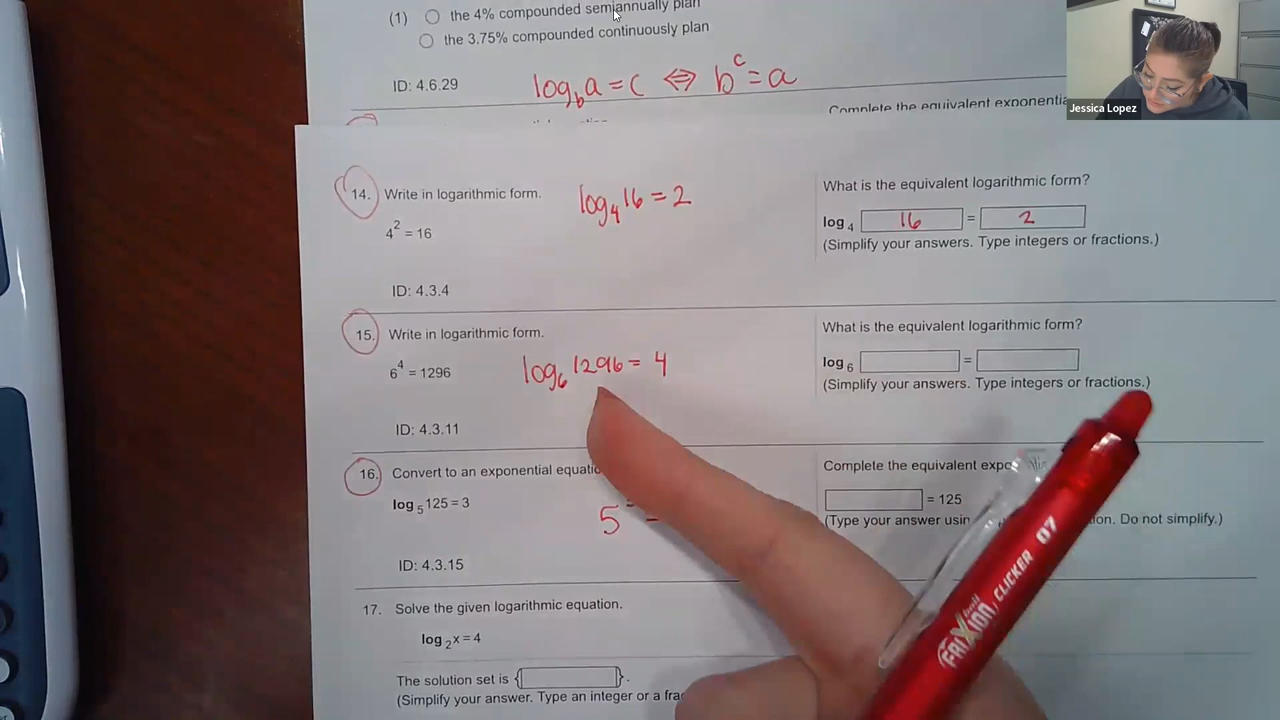 (1) the 4% compounded semiannually plan
the 3.75% compounded continuously plan
ID: 4.6.29
log_b a = c ⇔ b^c = a
Complete the equivalent exponentia
Jessica Lopez
14. Write in logarithmic form.
4^2 = 16
log_4 16 = 2
What is the equivalent logarithmic form?
log 4 16 = 2
(Simplify your answers. Type integers or fractions.)
ID: 4.3.4
15. Write in logarithmic form.
6^4 = 1296
log_6 1296 = 4
What is the equivalent logarithmic form?
log 6 =
(Simplify your answers. Type integers or fractions.)
ID: 4.3.11
16. Convert to an exponential equatio
log 5 125 = 3
5
Complete the equivalent expo
= 125
(Type your answer usin on. Do not simplify.)
ID: 4.3.15
17. Solve the given logarithmic equation.
log 2 x = 4
The solution set is { }.
(Simplify your answer. Type an integer or a fra
FRIXION CLICKER 07